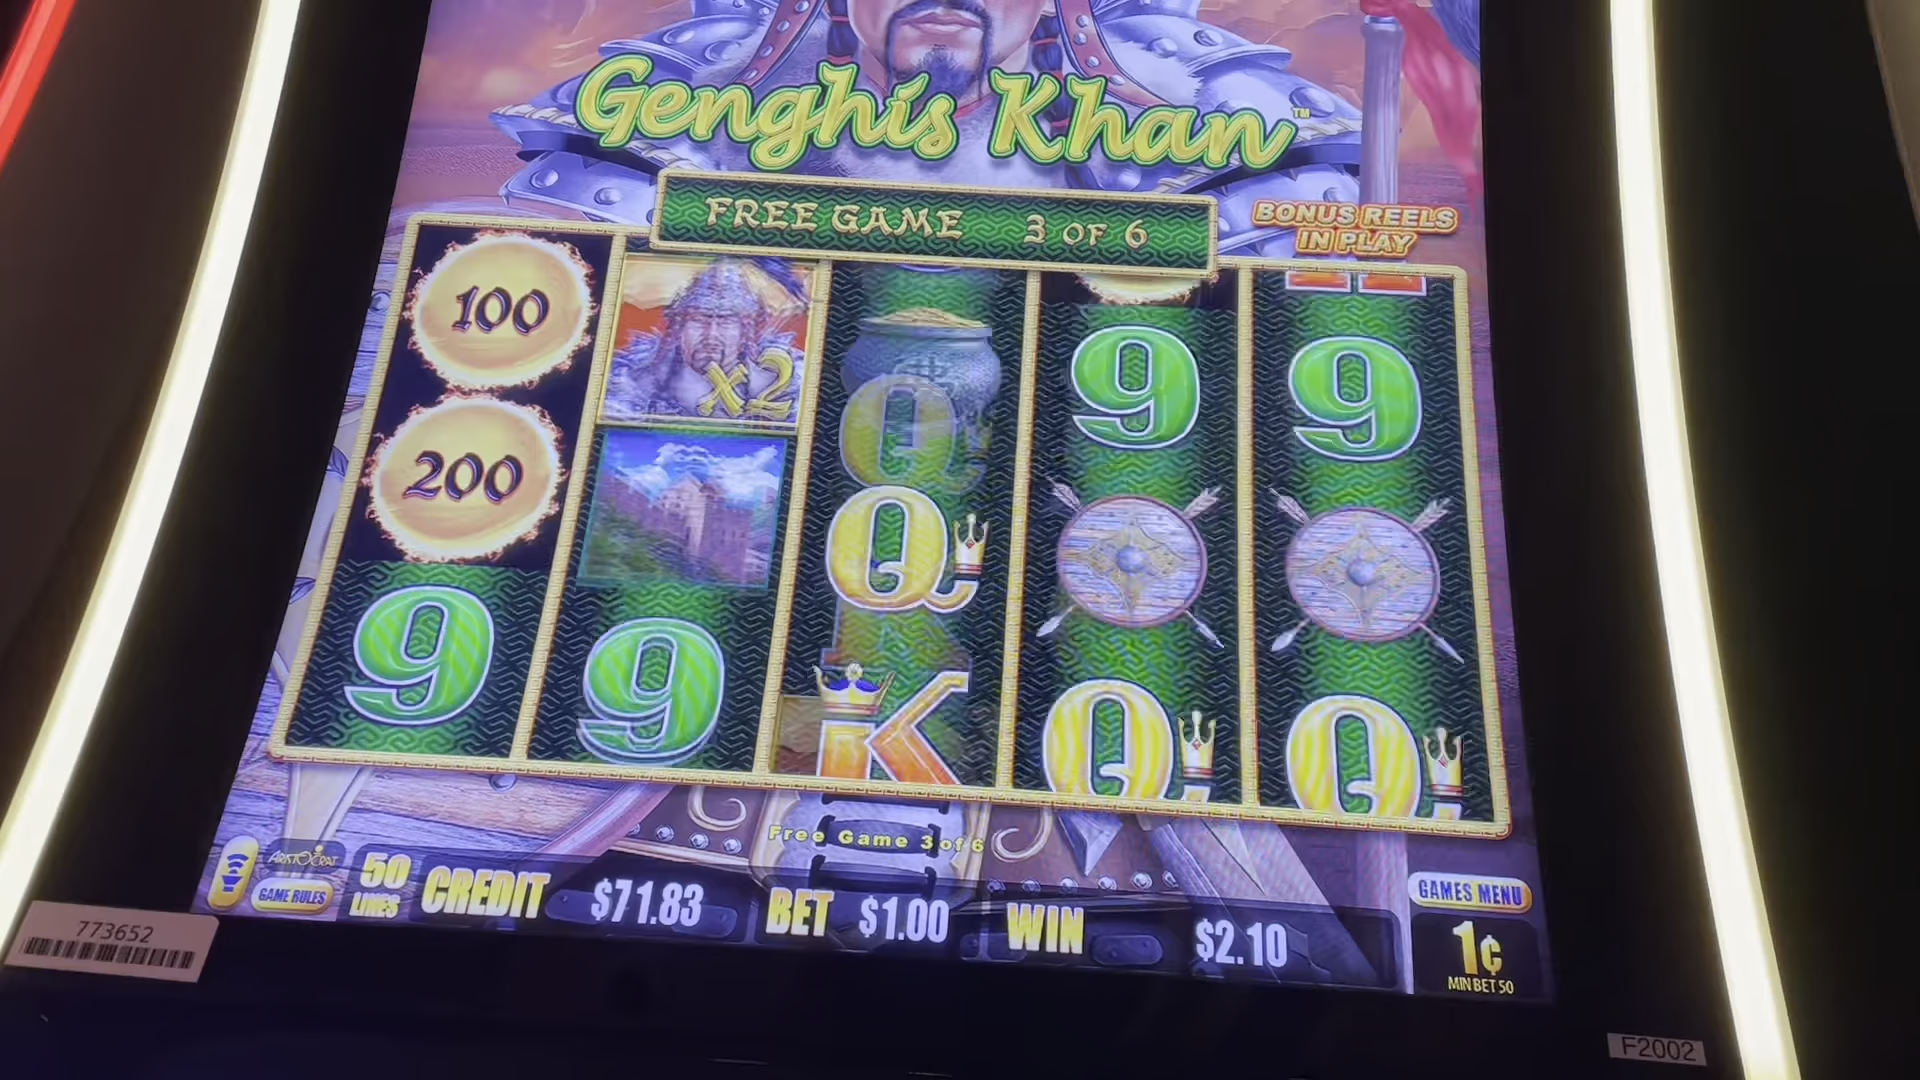 Genghis Khan™
FREE GAME 3 OF 6
BONUS REELS
IN PLAY
100
x2
9
9
200
Q
Q
9
9
K
Q
Q
Free Game 3 of 6
ARISTOCRAT
GAME RULES
50
LINES
CREDIT $71.83
BET $1.00
WIN $2.10
GAMES MENU
1¢
MIN BET 50
773652
F2002